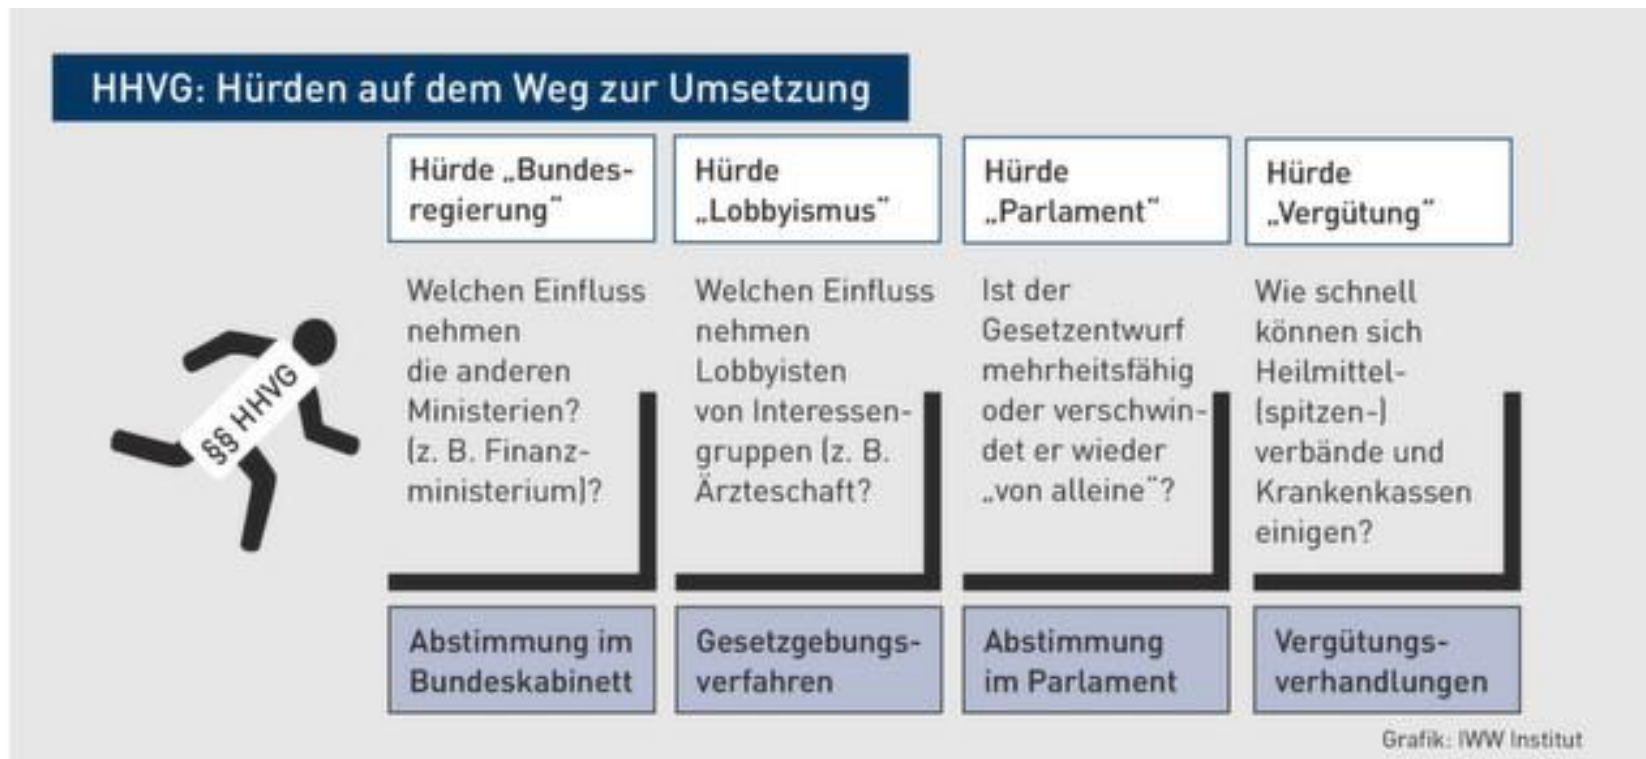 HHVG: Hürden auf dem Weg zur Umsetzung
Hürde „Bundes-
regierung"
Hürde
„Lobbyismus"
Hürde
„Parlament"
Hürde
„Vergütung"
§§ HHVG
Welchen Einfluss
nehmen
die anderen
Ministerien?
(z. B. Finanz-
ministerium)?
Welchen Einfluss
nehmen
Lobbyisten
von Interessen-
gruppen (z. B.
Ärzteschaft?
Ist der
Gesetzentwurf
mehrheitsfähig
oder verschwin-
det er wieder
„von alleine"?
Wie schnell
können sich
Heilmittel-
(spitzen-)
verbände und
Krankenkassen
einigen?
Abstimmung im
Bundeskabinett
Gesetzgebungs-
verfahren
Abstimmung
im Parlament
Vergütungs-
verhandlungen
Grafik: IWW Institut